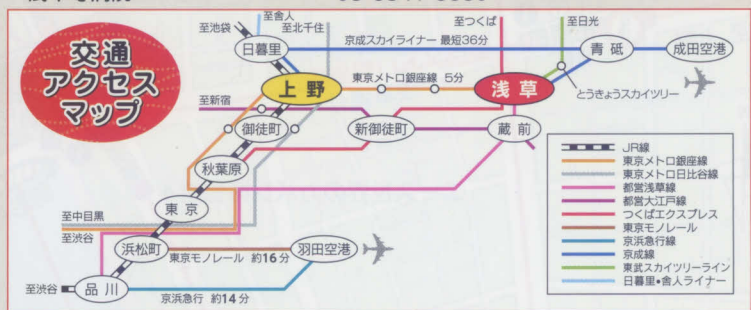 交通
アクセス
マップ
至舎人
至池袋
至北千住
至つくば
至日光
日暮里
京成スカイライナー 最短36分
青砥
成田空港
上野
東京メトロ銀座線 5分
浅草
とうきょうスカイツリー
至新宿
御徒町
新御徒町
蔵前
秋葉原
東京
至中目黒
至渋谷
浜松町
東京モノレール 約16分
羽田空港
至渋谷
品川
京浜急行 約14分
JR線
東京メトロ銀座線
東京メトロ日比谷線
都営浅草線
都営大江戸線
つくばエクスプレス
東京モノレール
京浜急行線
京成線
東武スカイツリーライン
日暮里・舎人ライナー